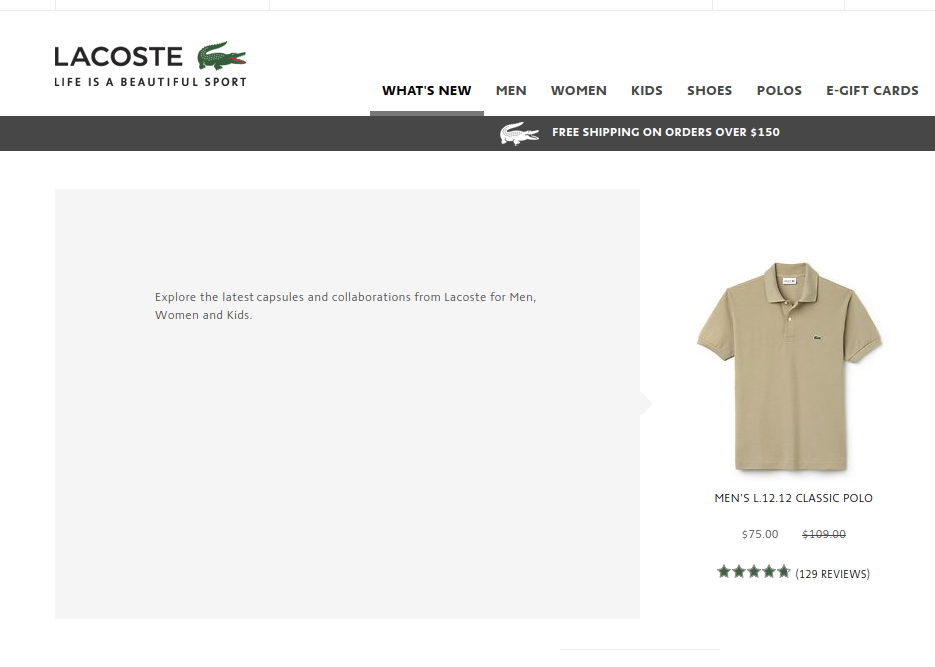 LACOSTE
LIFE IS A BEAUTIFUL SPORT
WHAT'S NEW MEN WOMEN KIDS SHOES POLOS E-GIFT CARDS
FREE SHIPPING ON ORDERS OVER $150
Explore the latest capsules and collaborations from Lacoste for Men,
Women and Kids.
MEN'S L.12.12 CLASSIC POLO
$75.00 $109.00
(129 REVIEWS)